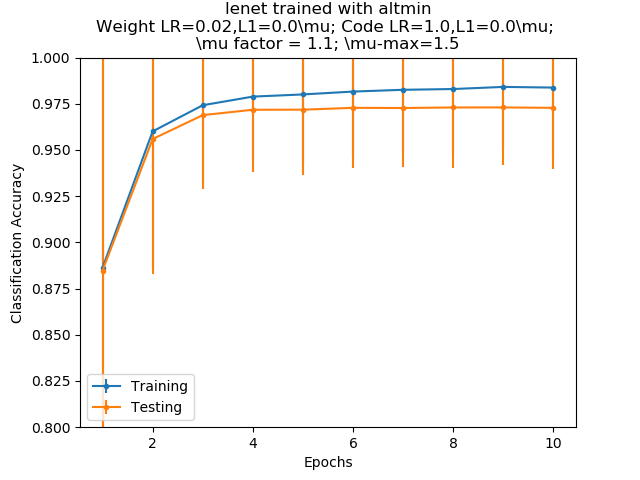 lenet trained with altmin
Weight LR=0.02,L1=0.0\mu; Code LR=1.0,L1=0.0\mu;
\mu factor = 1.1; \mu-max=1.5
1.000
0.975
0.950
0.925
0.900
0.875
0.850
0.825
0.800
Classification Accuracy
Training
Testing
2 4 6 8 10
Epochs